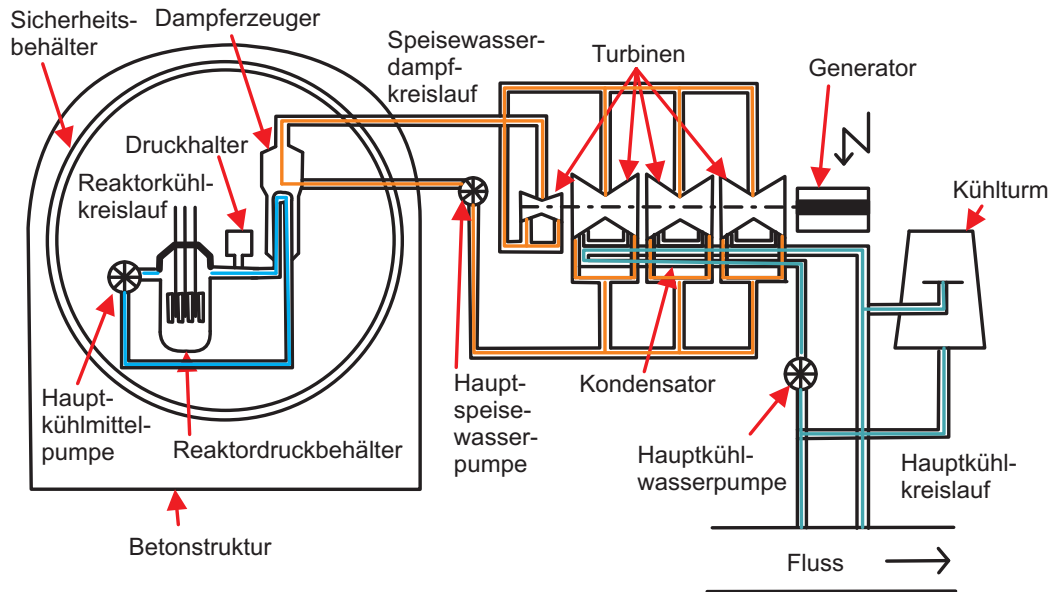 Sicherheits-
behälter
Dampferzeuger
Speisewasser-
dampf-
kreislauf
Turbinen
Generator
Druckhalter
Reaktorkühl-
kreislauf
Kühlturm
Haupt-
kühlmittel-
pumpe
Reaktordruckbehälter
Haupt-
speise-
wasser-
pumpe
Kondensator
Hauptkühl-
wasserpumpe
Hauptkühl-
kreislauf
Betonstruktur
Fluss